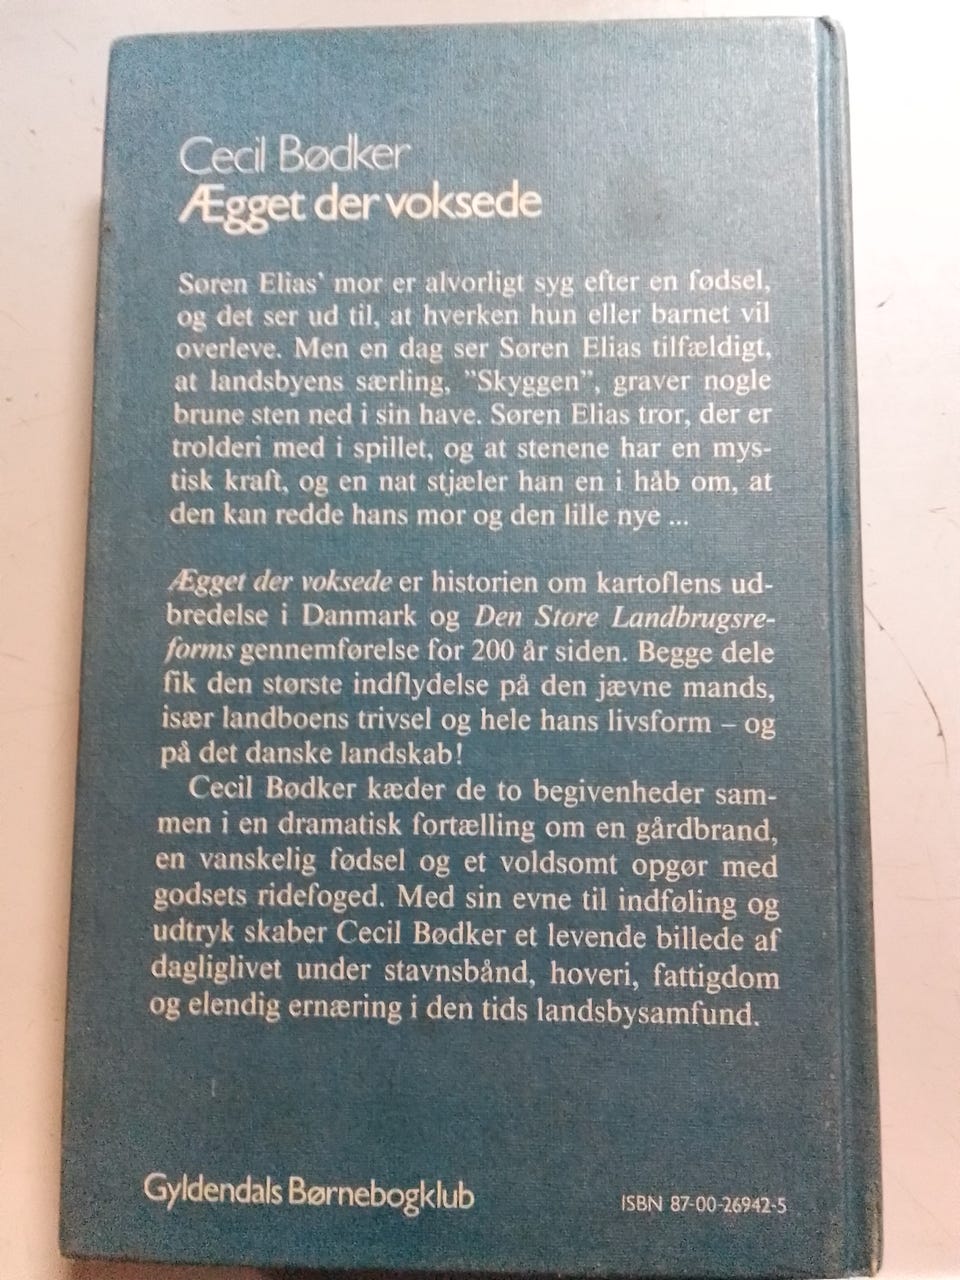 Cecil Bødker
Ægget der voksede
Søren Elias' mor er alvorligt syg efter en fødsel,
og det ser ud til, at hverken hun eller barnet vil
overleve. Men en dag ser Søren Elias tilfældigt,
at landsbyens særling, ”Skyggen”, graver nogle
brune sten ned i sin have. Søren Elias tror, der er
trolderi med i spillet, og at stenene har en mys-
tisk kraft, og en nat stjæler han en i håb om, at
den kan redde hans mor og den lille nye ...
Ægget der voksede er historien om kartoflens ud-
bredelse i Danmark og Den Store Landbrugsre-
forms gennemførelse for 200 år siden. Begge dele
fik den største indflydelse på den jævne mands,
især landboens trivsel og hele hans livsform – og
på det danske landskab!
Cecil Bødker kæder de to begivenheder sam-
men i en dramatisk fortælling om en gårdbrand,
en vanskelig fødsel og et voldsomt opgør med
godsets ridefoged. Med sin evne til indføling og
udtryk skaber Cecil Bødker et levende billede af
dagliglivet under stavnsbånd, hoveri, fattigdom
og elendig ernæring i den tids landsbysamfund.
Gyldendals Børnebogklub
ISBN 87-00-26942-5